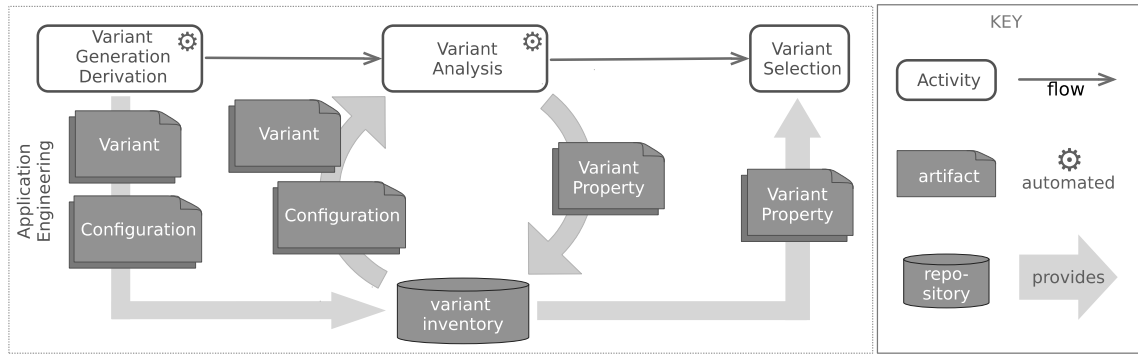 Variant
Generation
Derivation
Variant
Analysis
Variant
Selection
Application
Engineering
Variant
Configuration
Variant
Configuration
Variant
Property
Variant
Property
variant
inventory
KEY
Activity
flow
artifact
automated
repo-
sitory
provides